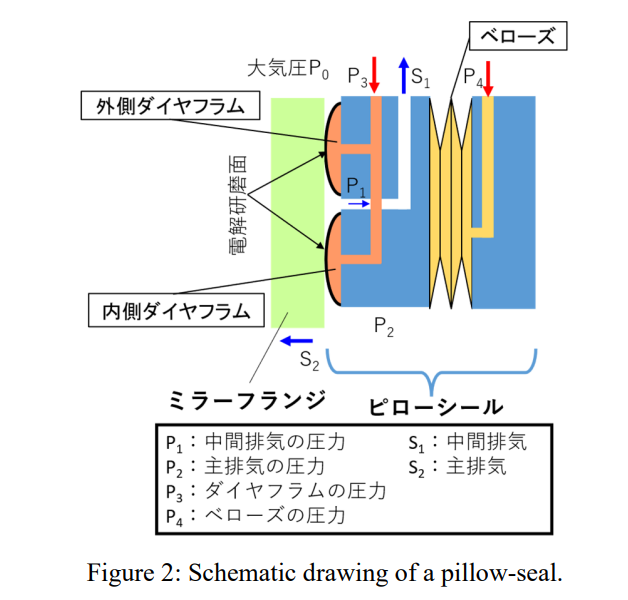 ベローズ
大気圧P₀
P₃
S₁
P₄
外側ダイヤフラム
電解研磨面
P₁
内側ダイヤフラム
P₂
S₂
ミラーフランジ
ピローシール
P₁：中間排気の圧力 S₁：中間排気
P₂：主排気の圧力 S₂：主排気
P₃：ダイヤフラムの圧力
P₄：ベローズの圧力
Figure 2: Schematic drawing of a pillow-seal.